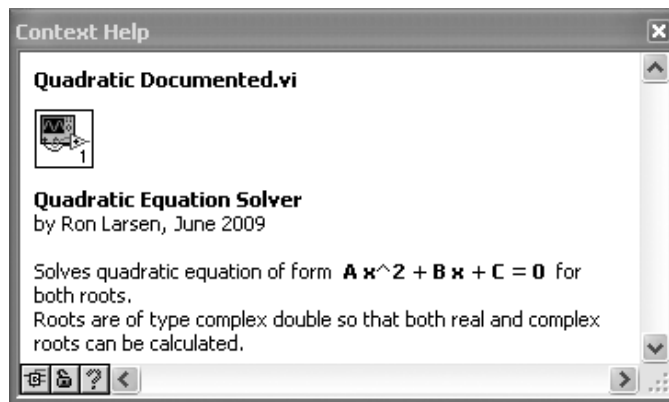 Context Help
Quadratic Documented.vi
1
Quadratic Equation Solver
by Ron Larsen, June 2009
Solves quadratic equation of form A x^2 + B x + C = 0 for
both roots.
Roots are of type complex double so that both real and complex
roots can be calculated.
?